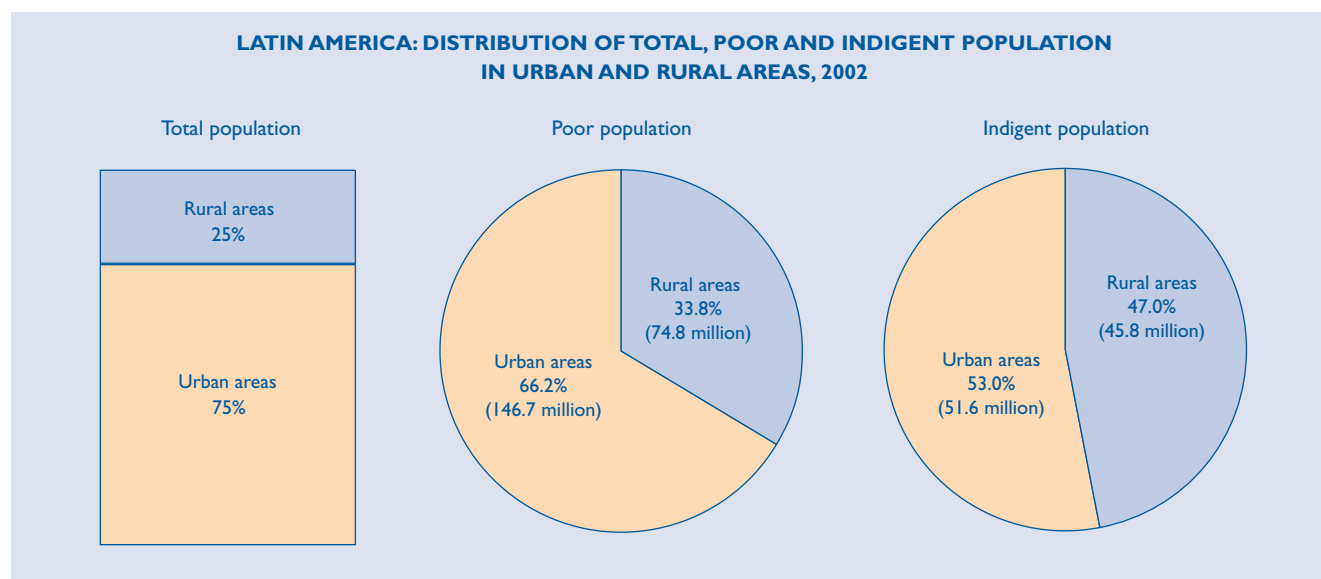 LATIN AMERICA: DISTRIBUTION OF TOTAL, POOR AND INDIGENT POPULATION
IN URBAN AND RURAL AREAS, 2002
Total population
Rural areas
25%
Urban areas
75%
Poor population
Rural areas
33.8%
(74.8 million)
Urban areas
66.2%
(146.7 million)
Indigent population
Rural areas
47.0%
(45.8 million)
Urban areas
53.0%
(51.6 million)